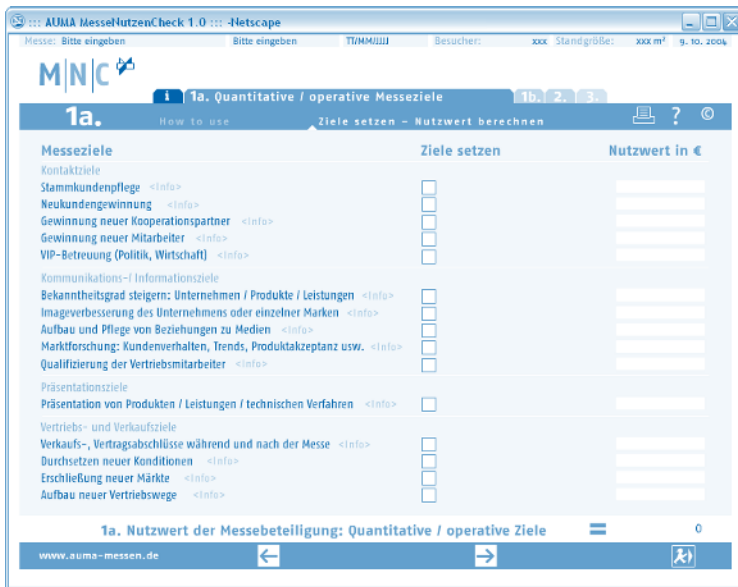 ::: AUMA MesseNutzenCheck 1.0 ::: -Netscape
Messe: Bitte eingeben Bitte eingeben TT/MM/JJJJ Besucher: xxx Standgröße: xxx m² 9. 10. 2004
M|N|C
i 1a. Quantitative / operative Messeziele 1b. 2. 3.
1a. How to use Ziele setzen – Nutzwert berechnen ? ©
Messeziele Ziele setzen Nutzwert in €
Kontaktziele
Stammkundenpflege <Info>
Neukundengewinnung <Info>
Gewinnung neuer Kooperationspartner <Info>
Gewinnung neuer Mitarbeiter <Info>
VIP-Betreuung (Politik, Wirtschaft) <Info>
Kommunikations-/ Informationsziele
Bekanntheitsgrad steigern: Unternehmen / Produkte / Leistungen <Info>
Imageverbesserung des Unternehmens oder einzelner Marken <Info>
Aufbau und Pflege von Beziehungen zu Medien <Info>
Marktforschung: Kundenverhalten, Trends, Produktakzeptanz usw. <Info>
Qualifizierung der Vertriebsmitarbeiter <Info>
Präsentationsziele
Präsentation von Produkten / Leistungen / technischen Verfahren <Info>
Vertriebs- und Verkaufsziele
Verkaufs-, Vertragsabschlüsse während und nach der Messe <Info>
Durchsetzen neuer Konditionen <Info>
Erschließung neuer Märkte <Info>
Aufbau neuer Vertriebswege <Info>
1a. Nutzwert der Messebeteiligung: Quantitative / operative Ziele = 0
www.auma-messen.de